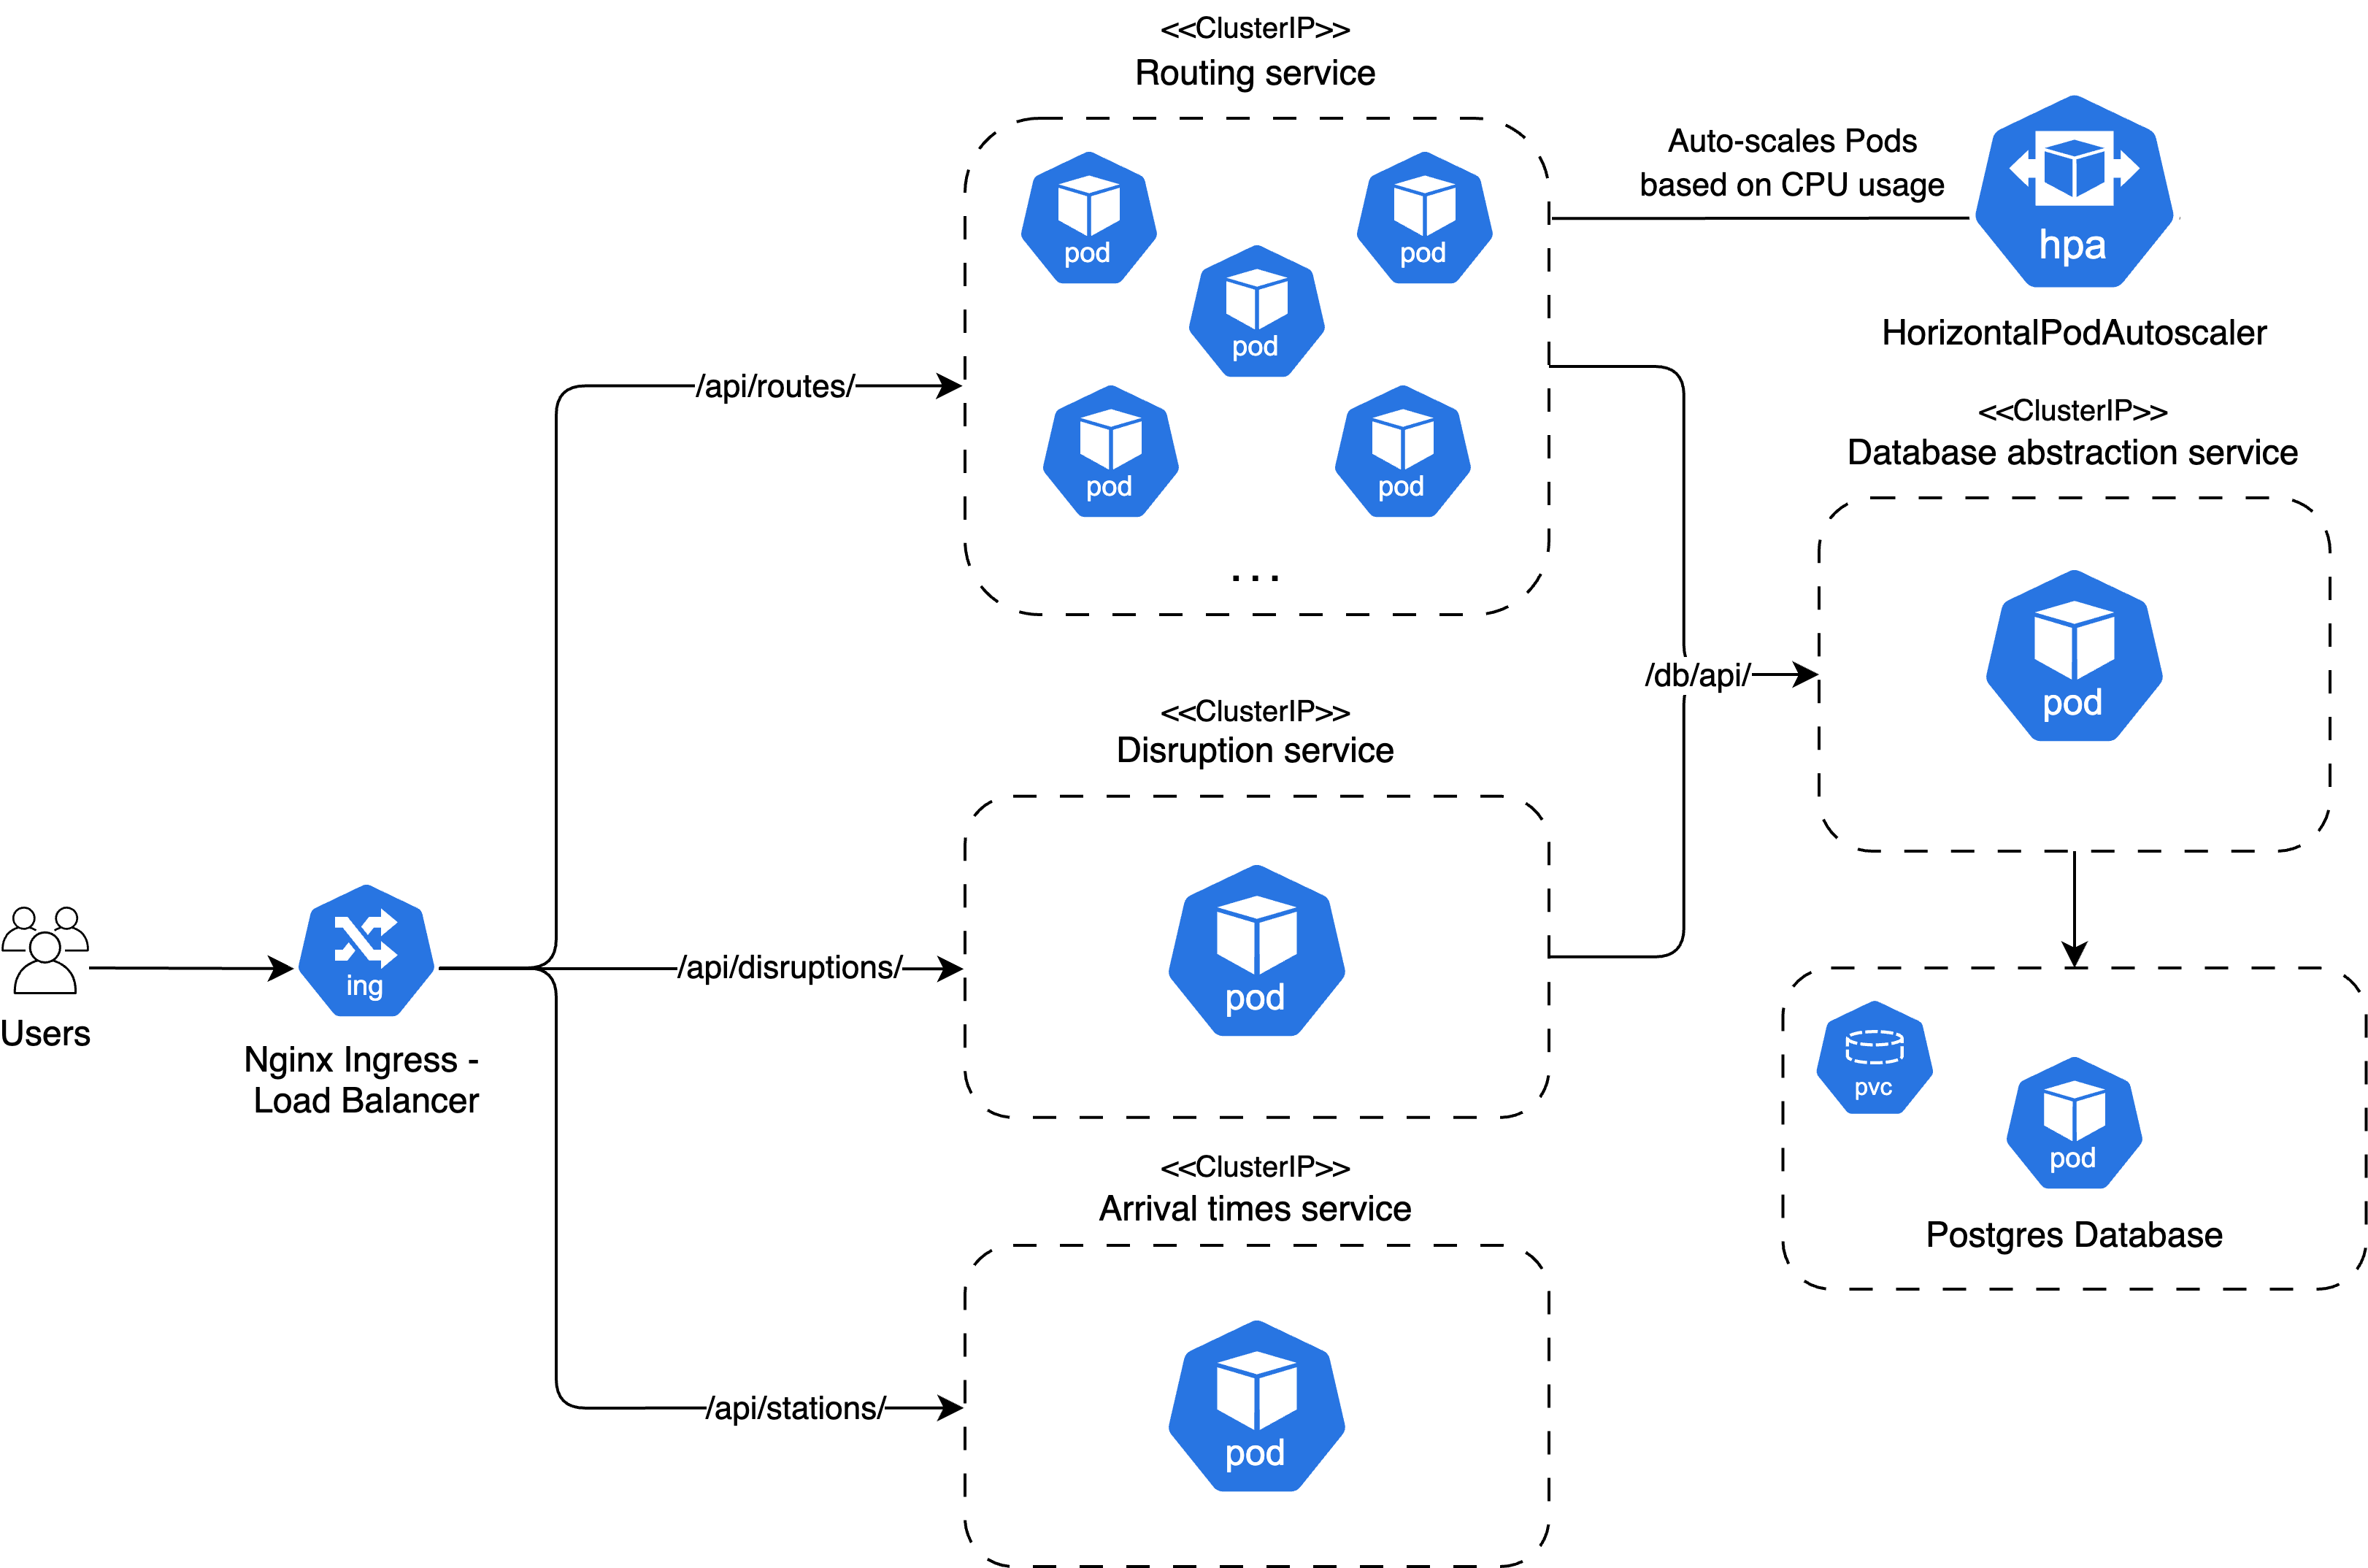 <<ClusterIP>>
Routing service
pod
pod
pod
pod
pod
...
Auto-scales Pods
based on CPU usage
hpa
HorizontalPodAutoscaler
/api/routes/
<<ClusterIP>>
Database abstraction service
pod
/db/api/
<<ClusterIP>>
Disruption service
pod
/api/disruptions/
Users
ing
Nginx Ingress -
Load Balancer
pvc
pod
Postgres Database
<<ClusterIP>>
Arrival times service
pod
/api/stations/